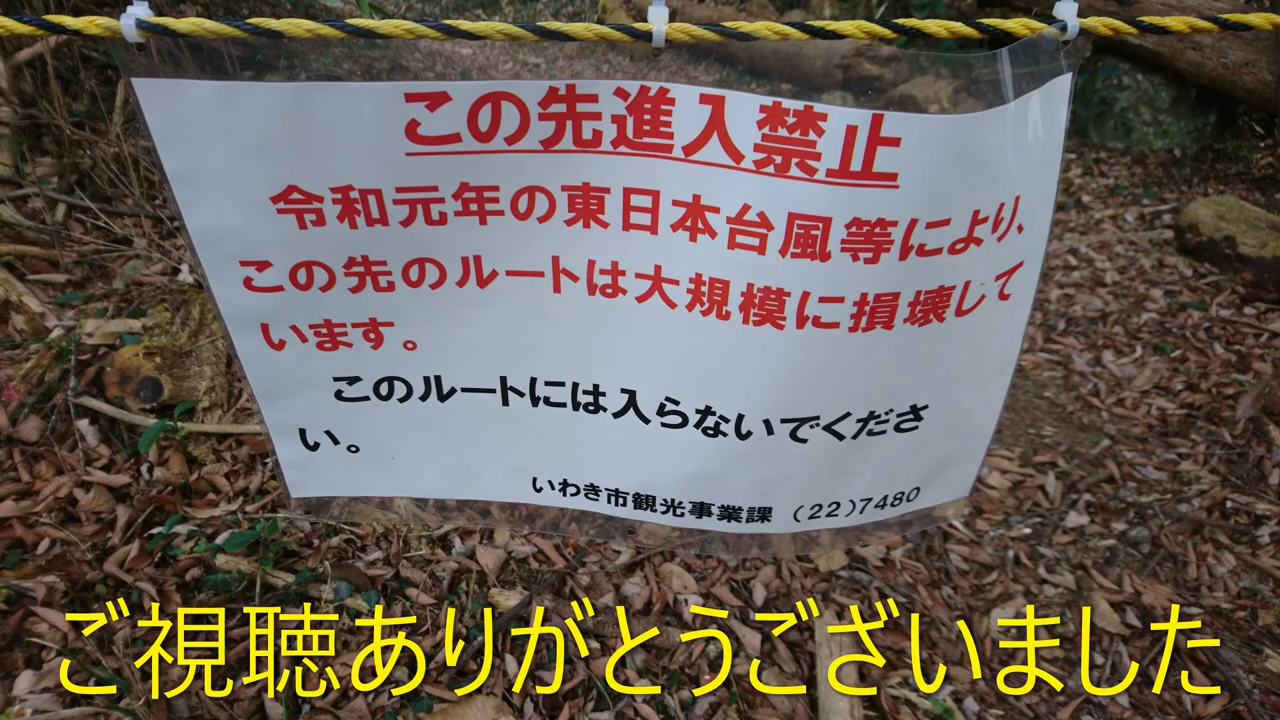 この先進入禁止
令和元年の東日本台風等により、
この先のルートは大規模に損壊して
います。
このルートには入らないでくださ
い。
いわき市観光事業課 (22)7480
ご視聴ありがとうございました